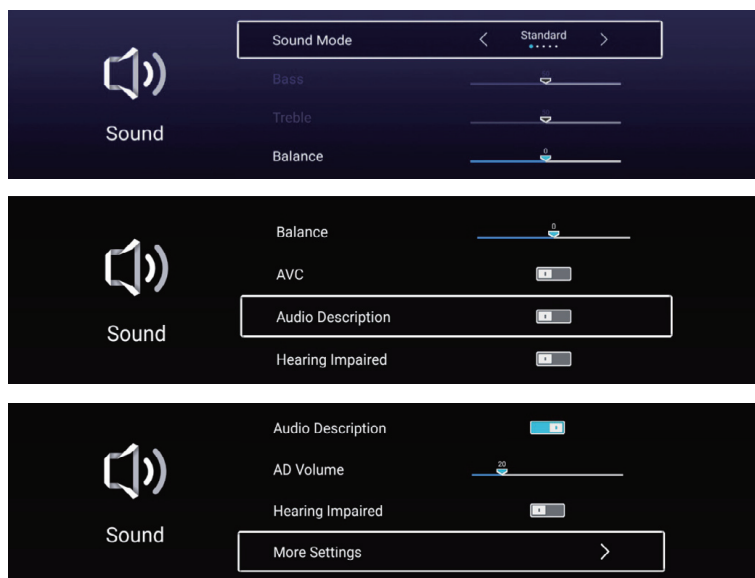 Sound Mode
Standard
Bass
Treble
Sound
Balance
0
Balance
0
AVC
Audio Description
Sound
Hearing Impaired
Audio Description
AD Volume
20
Hearing Impaired
Sound
More Settings